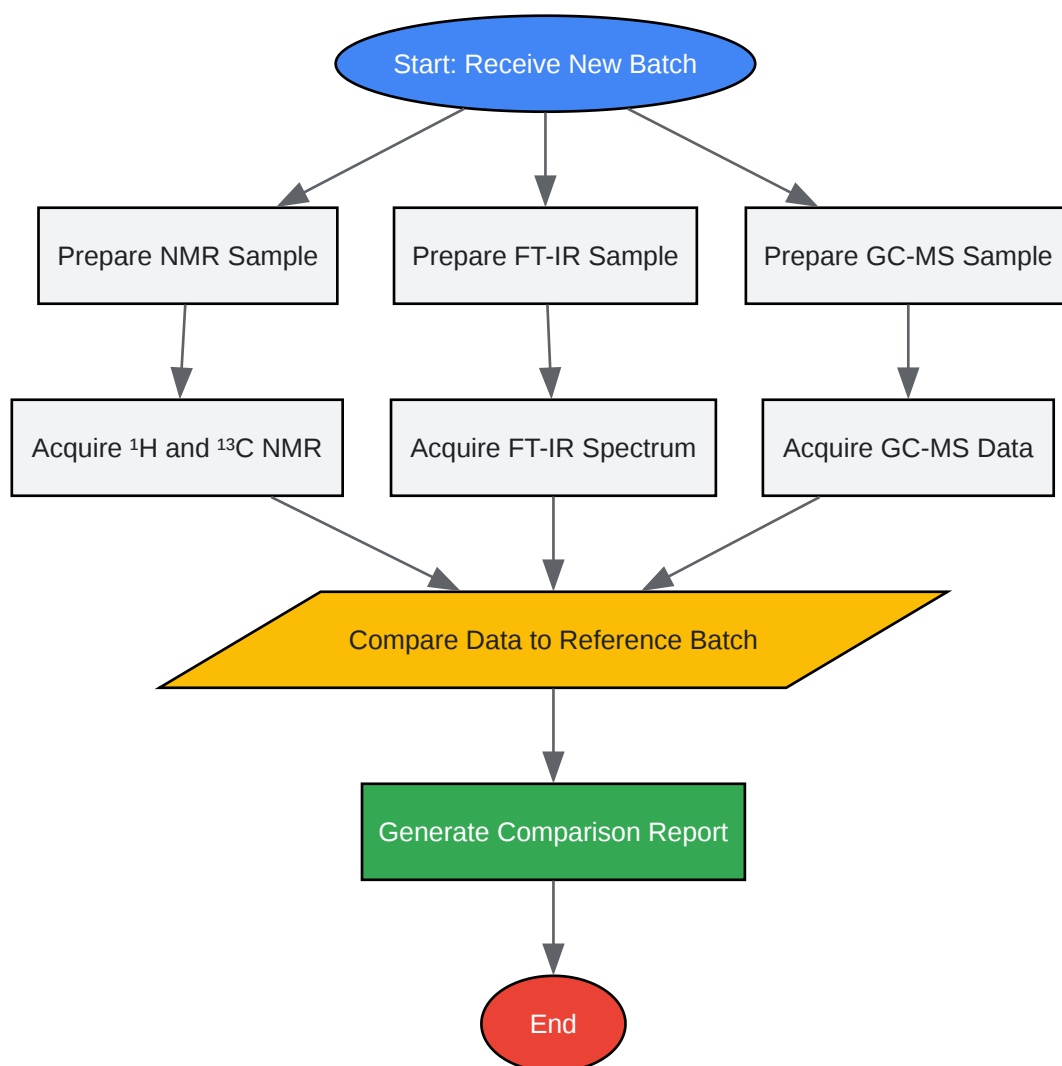 Start: Receive New Batch
Prepare NMR Sample
Prepare FT-IR Sample
Prepare GC-MS Sample
Acquire ¹H and ¹³C NMR
Acquire FT-IR Spectrum
Acquire GC-MS Data
Compare Data to Reference Batch
Generate Comparison Report
End